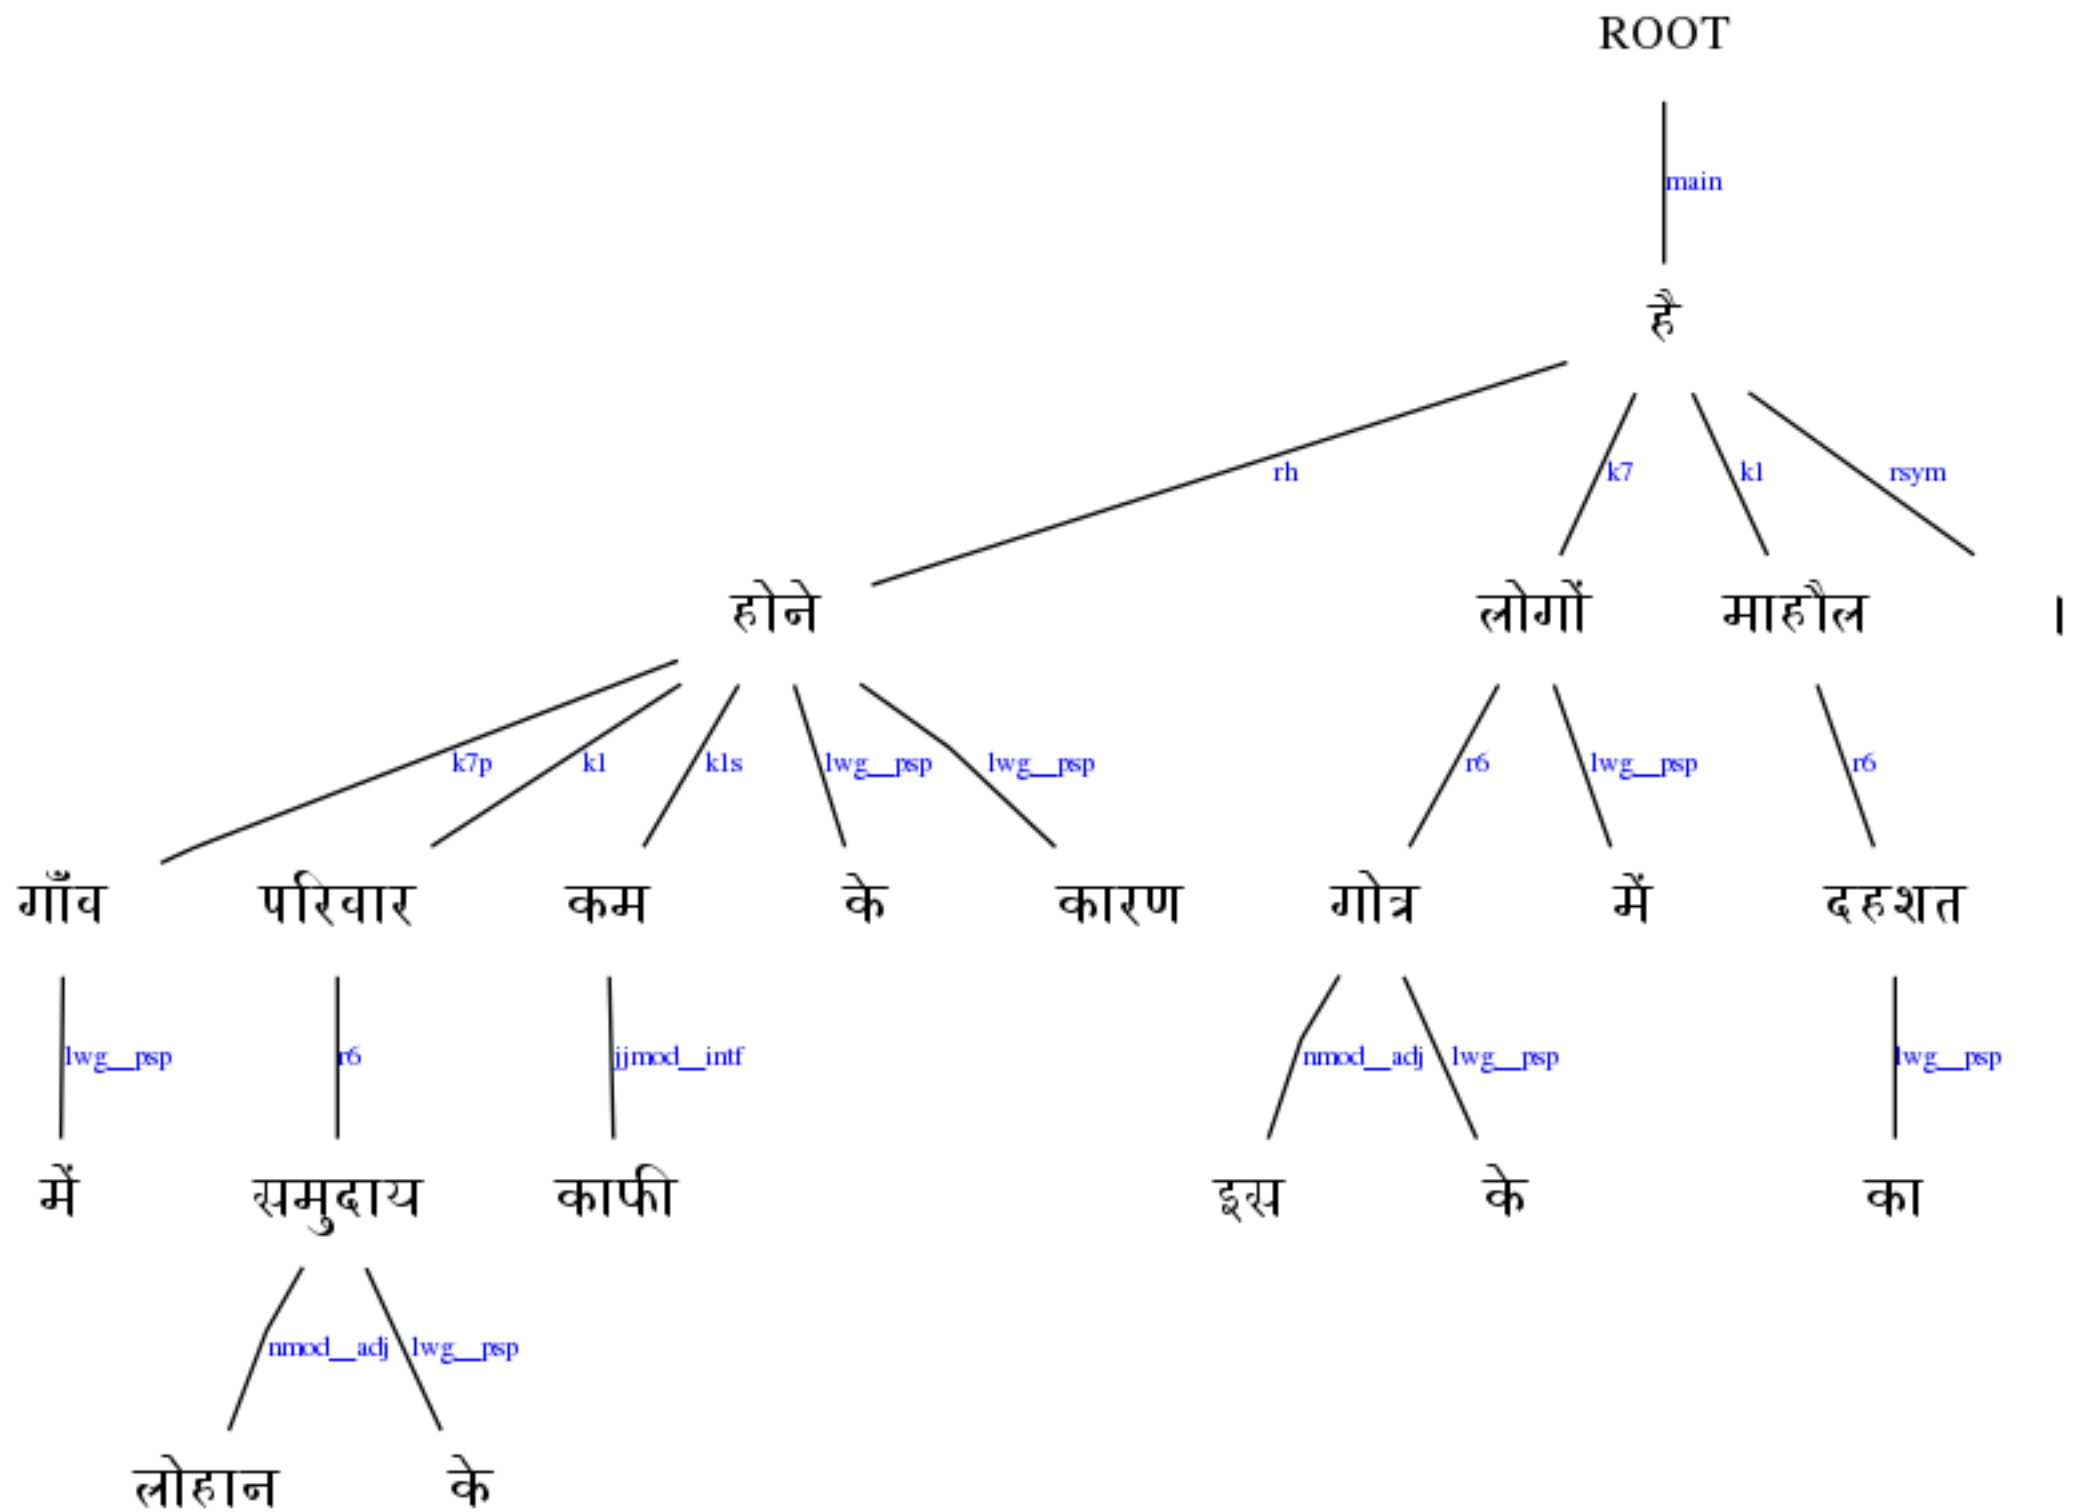 ROOT
main
है
rh k7 k1 rsym
होने लोगों माहौल ।
k7p k1 k1s lwg__psp lwg__psp r6 lwg__psp r6
गाँव परिवार कम के कारण गोत्र में दहशत
lwg__psp r6 jjmod__intf nmod__adj lwg__psp lwg__psp
में समुदाय काफी इस के का
nmod__adj lwg__psp
लोहान के